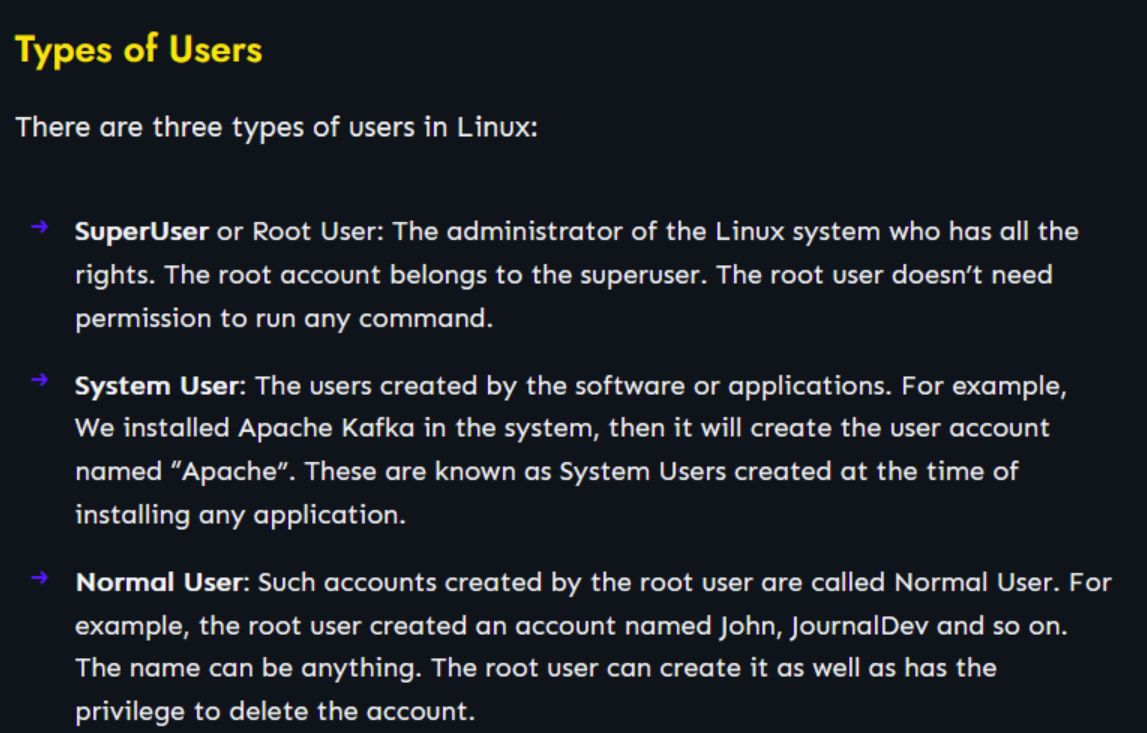 Types of Users
There are three types of users in Linux:
→ SuperUser or Root User: The administrator of the Linux system who has all the
rights. The root account belongs to the superuser. The root user doesn’t need
permission to run any command.
→ System User: The users created by the software or applications. For example,
We installed Apache Kafka in the system, then it will create the user account
named “Apache”. These are known as System Users created at the time of
installing any application.
→ Normal User: Such accounts created by the root user are called Normal User. For
example, the root user created an account named John, JournalDev and so on.
The name can be anything. The root user can create it as well as has the
privilege to delete the account.